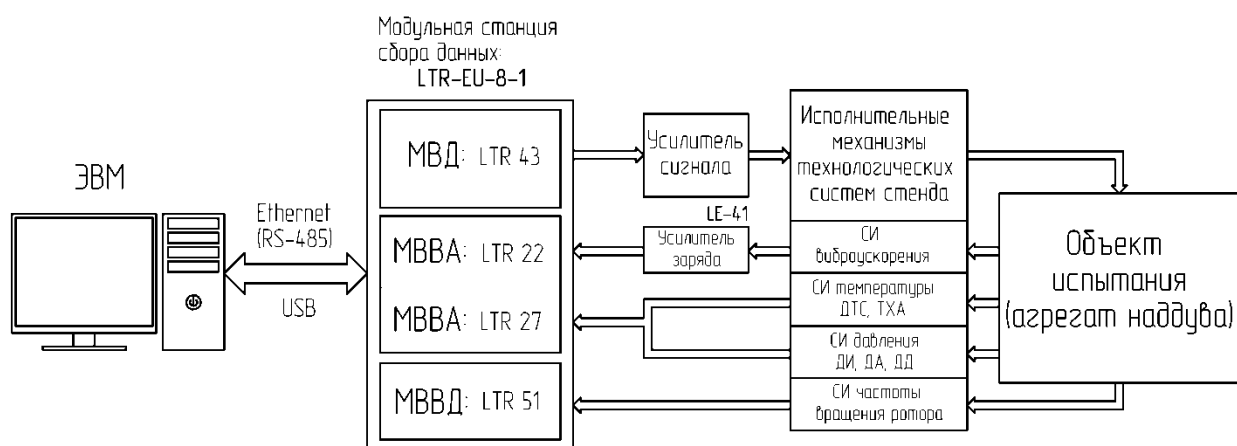 Модульная станция
сбора данных:
LTR-EU-8-1
ЭВМ
Ethernet
(RS-485)
USB
МВД: LTR 43
МВВА: LTR 22
МВВА: LTR 27
МВВД: LTR 51
Усилитель
сигнала
LE-41
Усилитель
заряда
Исполнительные
механизмы
технологических
систем стенда
СИ
виброускорения
СИ температуры
ДТС, ТХА
СИ давления
ДИ, ДА, ДД
СИ частоты
вращения ротора
Объект
испытания
(агрегат наддува)